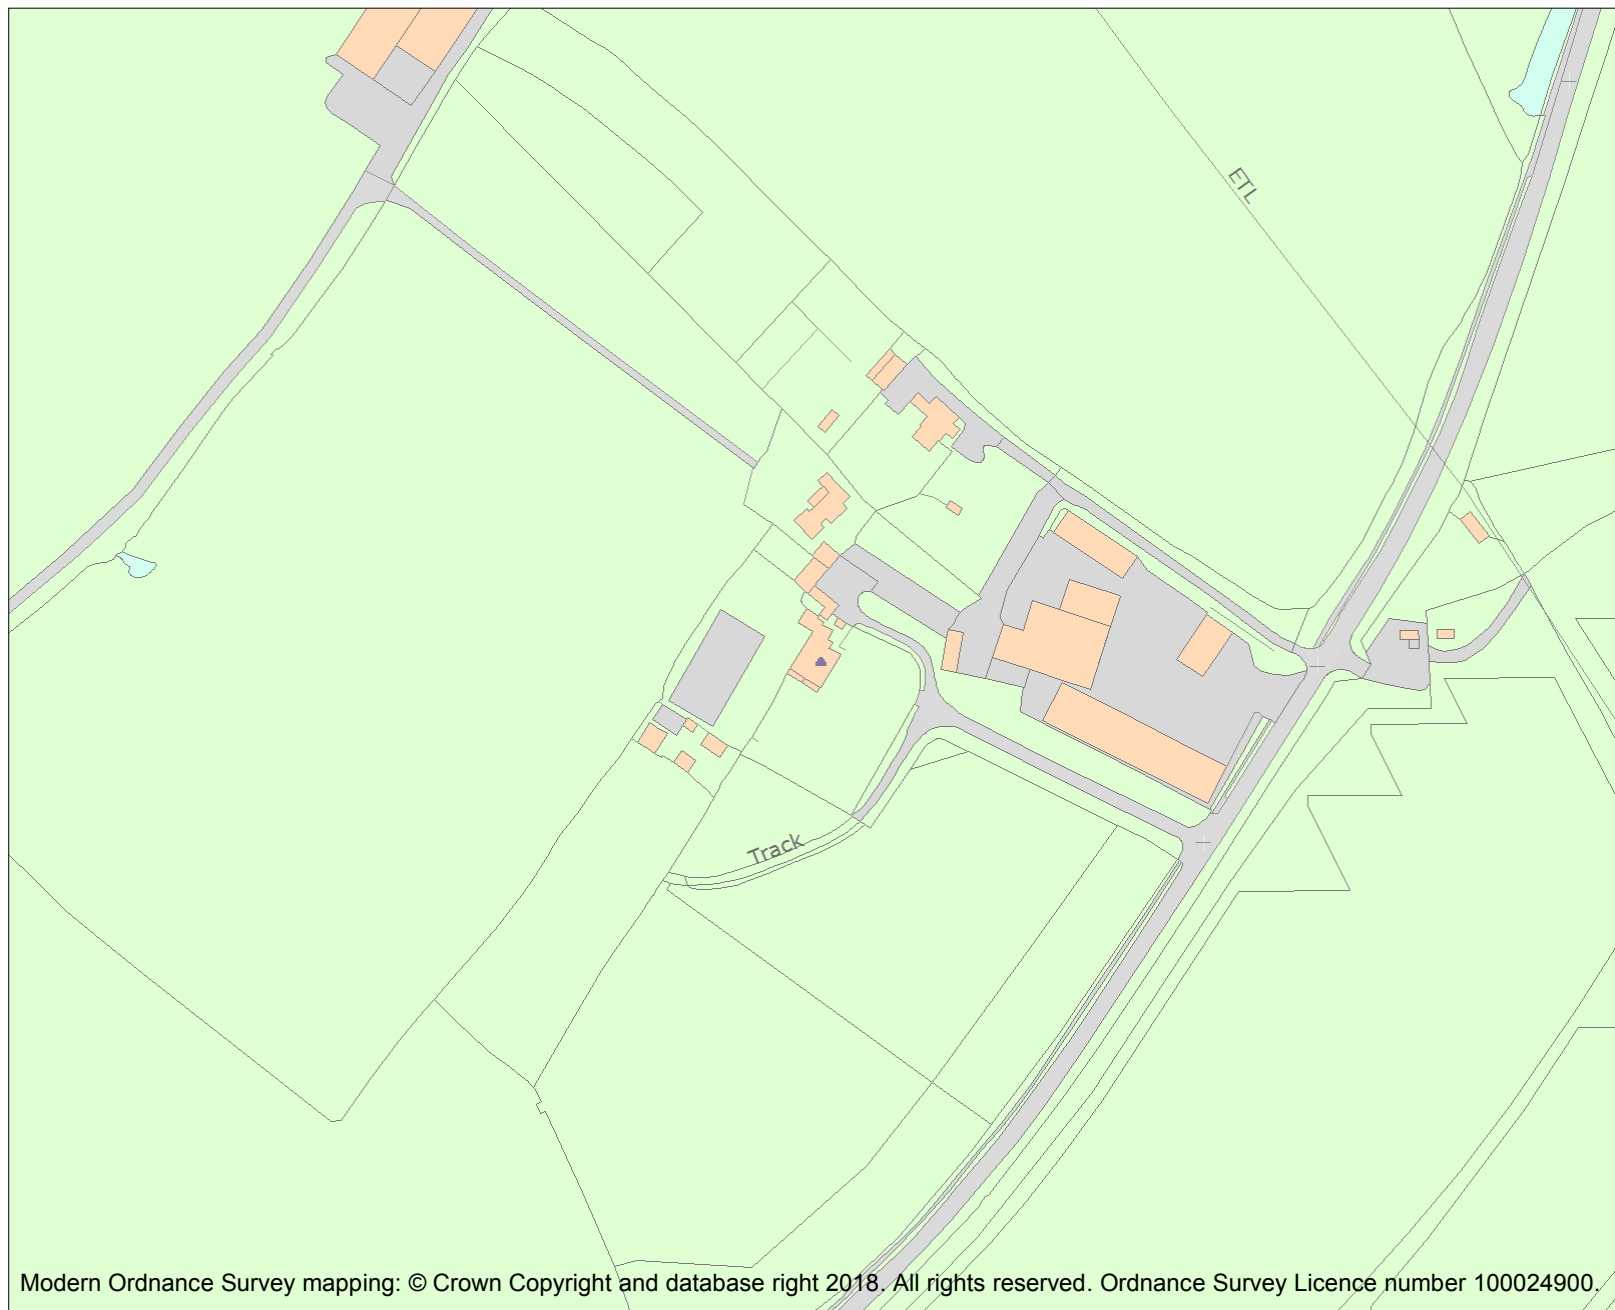 ETL
Track
Modern Ordnance Survey mapping: © Crown Copyright and database right 2018. All rights reserved. Ordnance Survey Licence number 100024900.